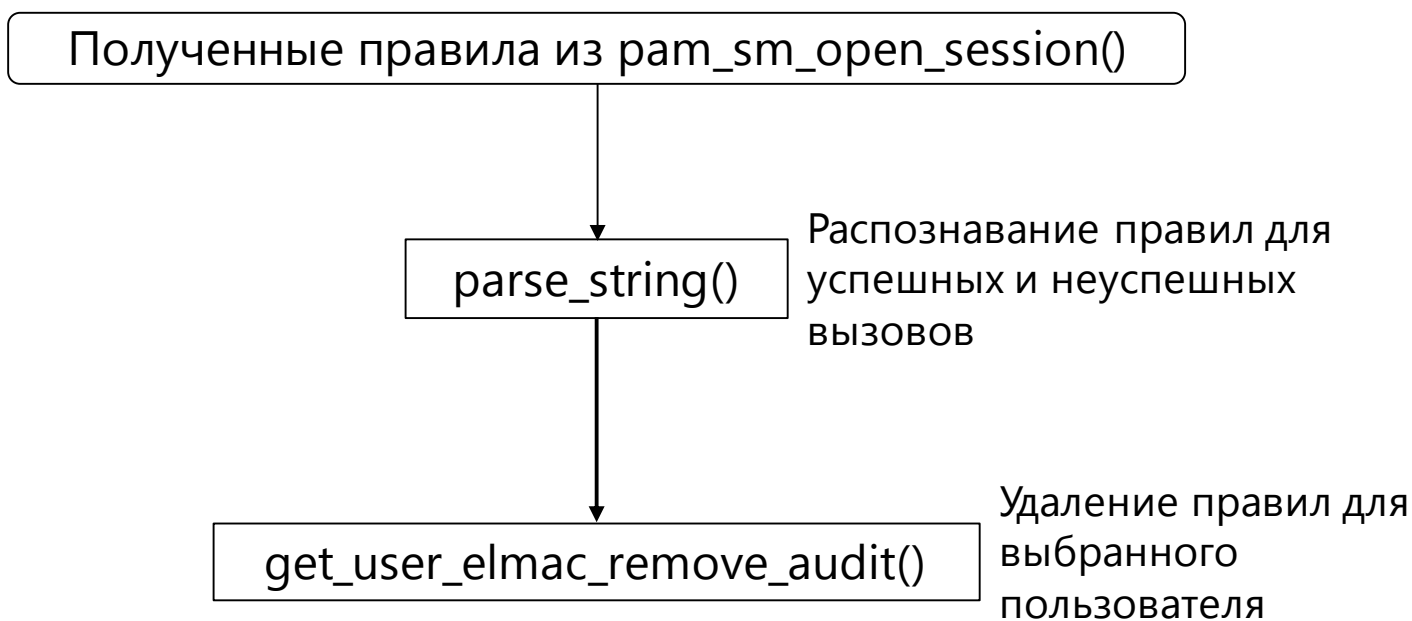 Полученные правила из pam_sm_open_session()
parse_string()
Распознавание правил для
успешных и неуспешных
вызовов
get_user_elmac_remove_audit()
Удаление правил для
выбранного
пользователя